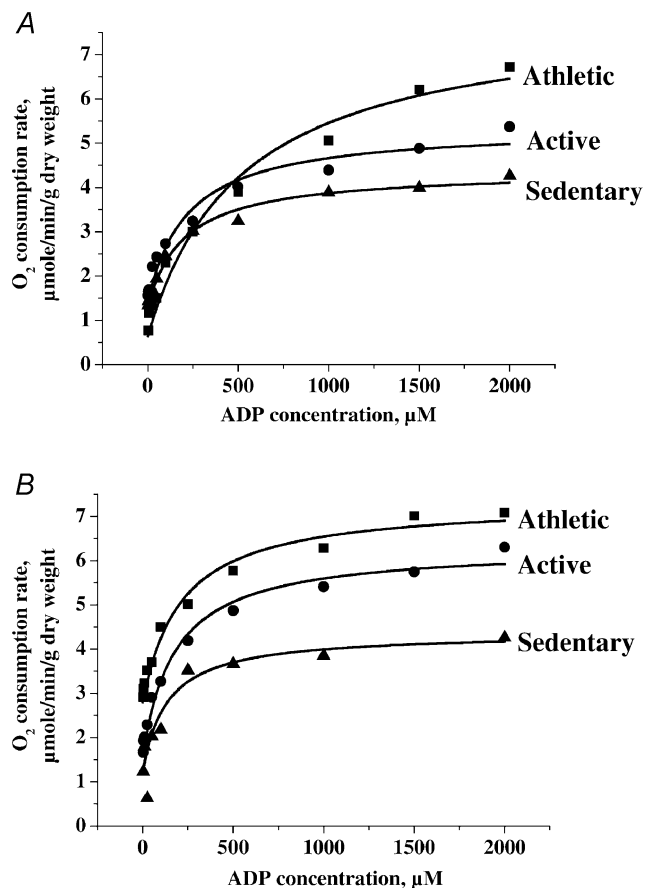 A
O₂ consumption rate,
µmole/min/g dry weight
7
6
5
4
3
2
1
0
Athletic
Active
Sedentary
0 500 1000 1500 2000
ADP concentration, µM
B
O₂ consumption rate,
µmole/min/g dry weight
7
6
5
4
3
2
1
0
Athletic
Active
Sedentary
0 500 1000 1500 2000
ADP concentration, µM